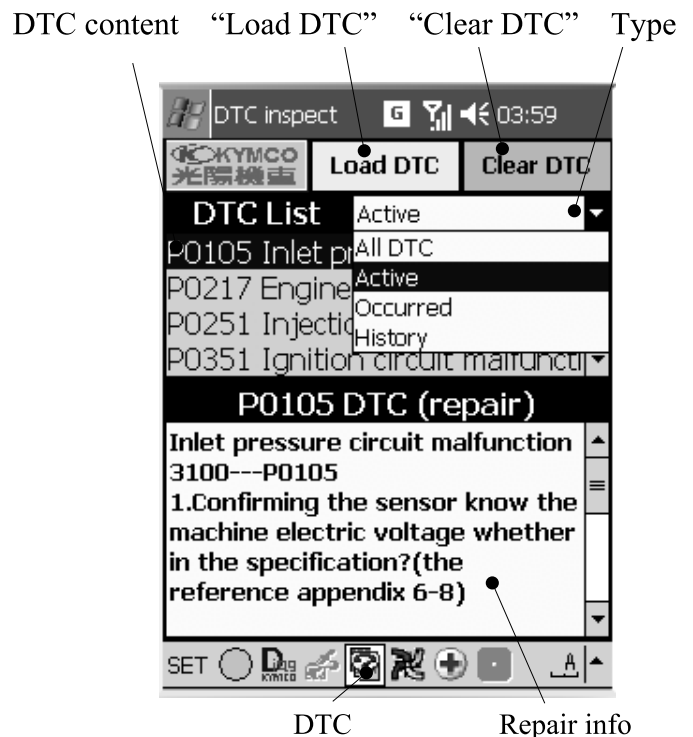 DTC content “Load DTC” “Clear DTC” Type
DTC inspect G 03:59
KYMCO
光陽機車
Load DTC
Clear DTC
DTC List
Active
All DTC
Active
Occurred
History
P0105 Inlet pr
P0217 Engine
P0251 Injectio
P0351 Ignition circuit malfuncti
P0105 DTC (repair)
Inlet pressure circuit malfunction
3100---P0105
1.Confirming the sensor know the
machine electric voltage whether
in the specification?(the
reference appendix 6-8)
SET Diag KYMCO A
DTC Repair info